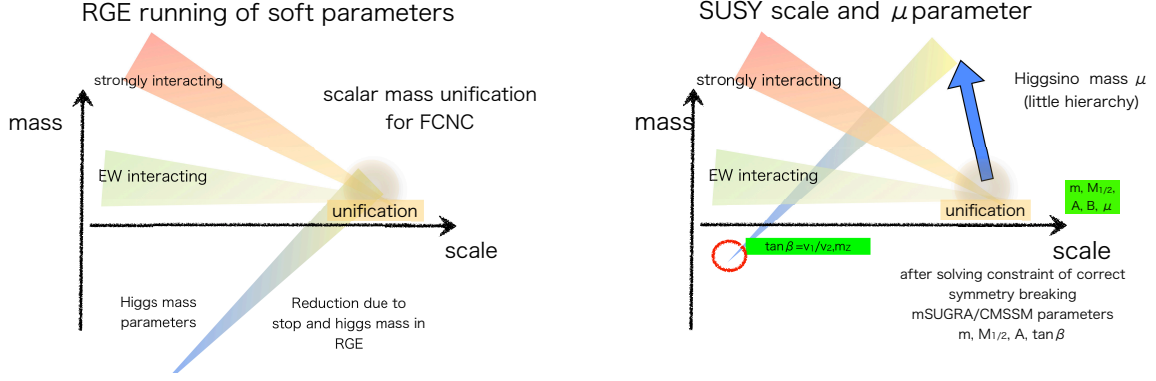 RGE running of soft parameters
strongly interacting
scalar mass unification
for FCNC
mass
EW interacting
unification
scale
Higgs mass
parameters
Reduction due to
stop and higgs mass in
RGE
SUSY scale and μ parameter
strongly interacting
Higgsino mass μ
(little hierarchy)
mass
EW interacting
m, M1/2,
A, B, μ
unification
tanβ=v1/v2,mZ
scale
after solving constraint of correct
symmetry breaking
mSUGRA/CMSSM parameters
m, M1/2, A, tanβ